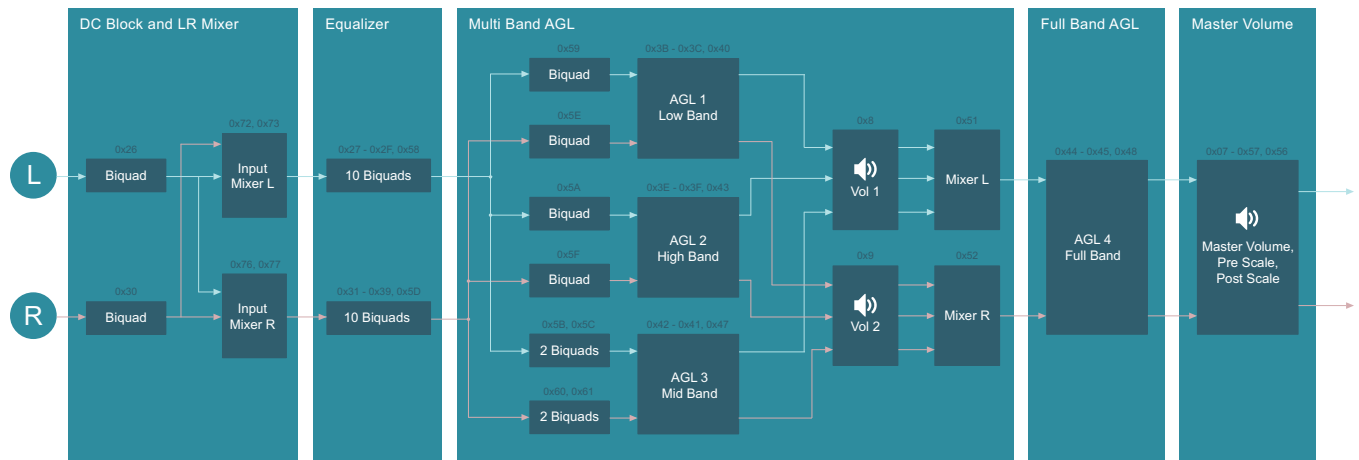 DC Block and LR Mixer
Equalizer
Multi Band AGL
Full Band AGL
Master Volume
L
R
0x26
Biquad
0x30
Biquad
0x72, 0x73
Input
Mixer L
0x76, 0x77
Input
Mixer R
0x27 - 0x2F, 0x58
10 Biquads
0x31 - 0x39, 0x5D
10 Biquads
0x59
Biquad
0x5E
Biquad
0x5A
Biquad
0x5F
Biquad
0x5B, 0x5C
2 Biquads
0x60, 0x61
2 Biquads
0x3B - 0x3C, 0x40
AGL 1
Low Band
0x3E - 0x3F, 0x43
AGL 2
High Band
0x42 - 0x41, 0x47
AGL 3
Mid Band
0x8
Vol 1
0x9
Vol 2
0x51
Mixer L
0x52
Mixer R
0x44 - 0x45, 0x48
AGL 4
Full Band
0x07 - 0x57, 0x56
Master Volume,
Pre Scale,
Post Scale